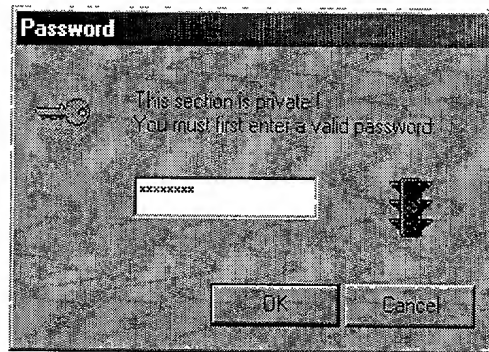 Password
This section is private !
You must first enter a valid password:
xxxxxxxx
OK
Cancel